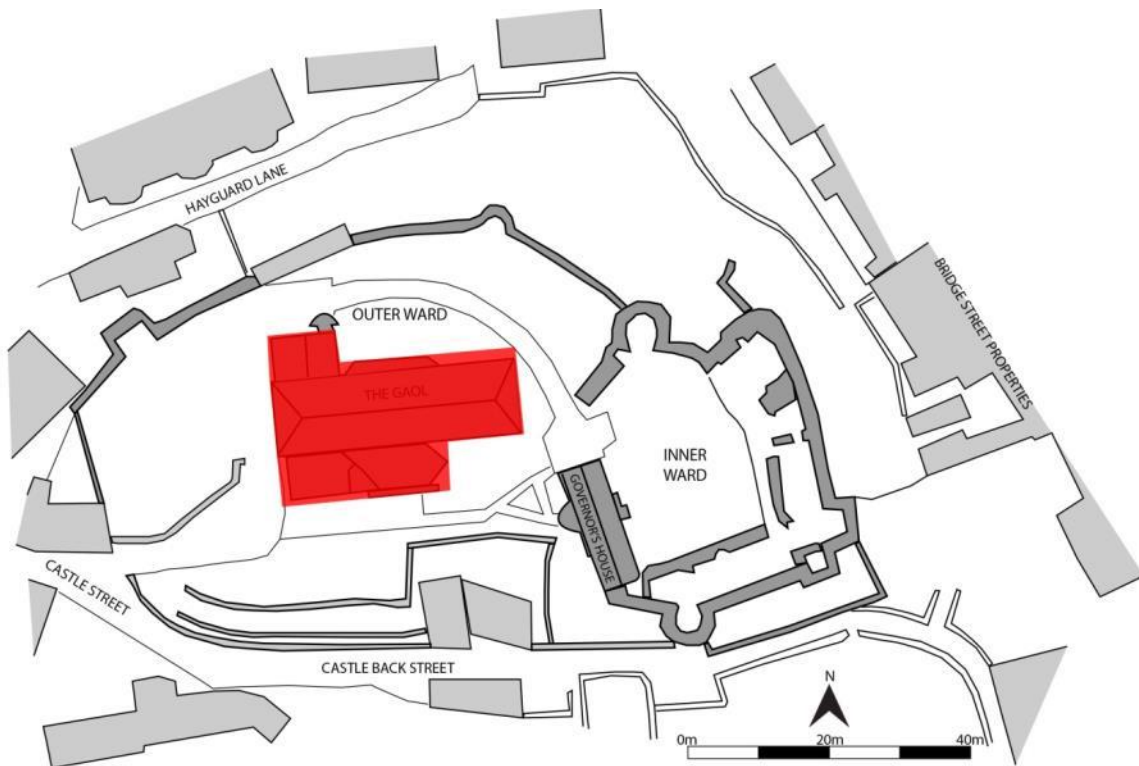 HAYGUARD LANE
OUTER WARD
THE GAOL
BRIDGE STREET PROPERTIES
INNER
WARD
GOVERNOR'S HOUSE
CASTLE STREET
CASTLE BACK STREET
N
0m 20m 40m